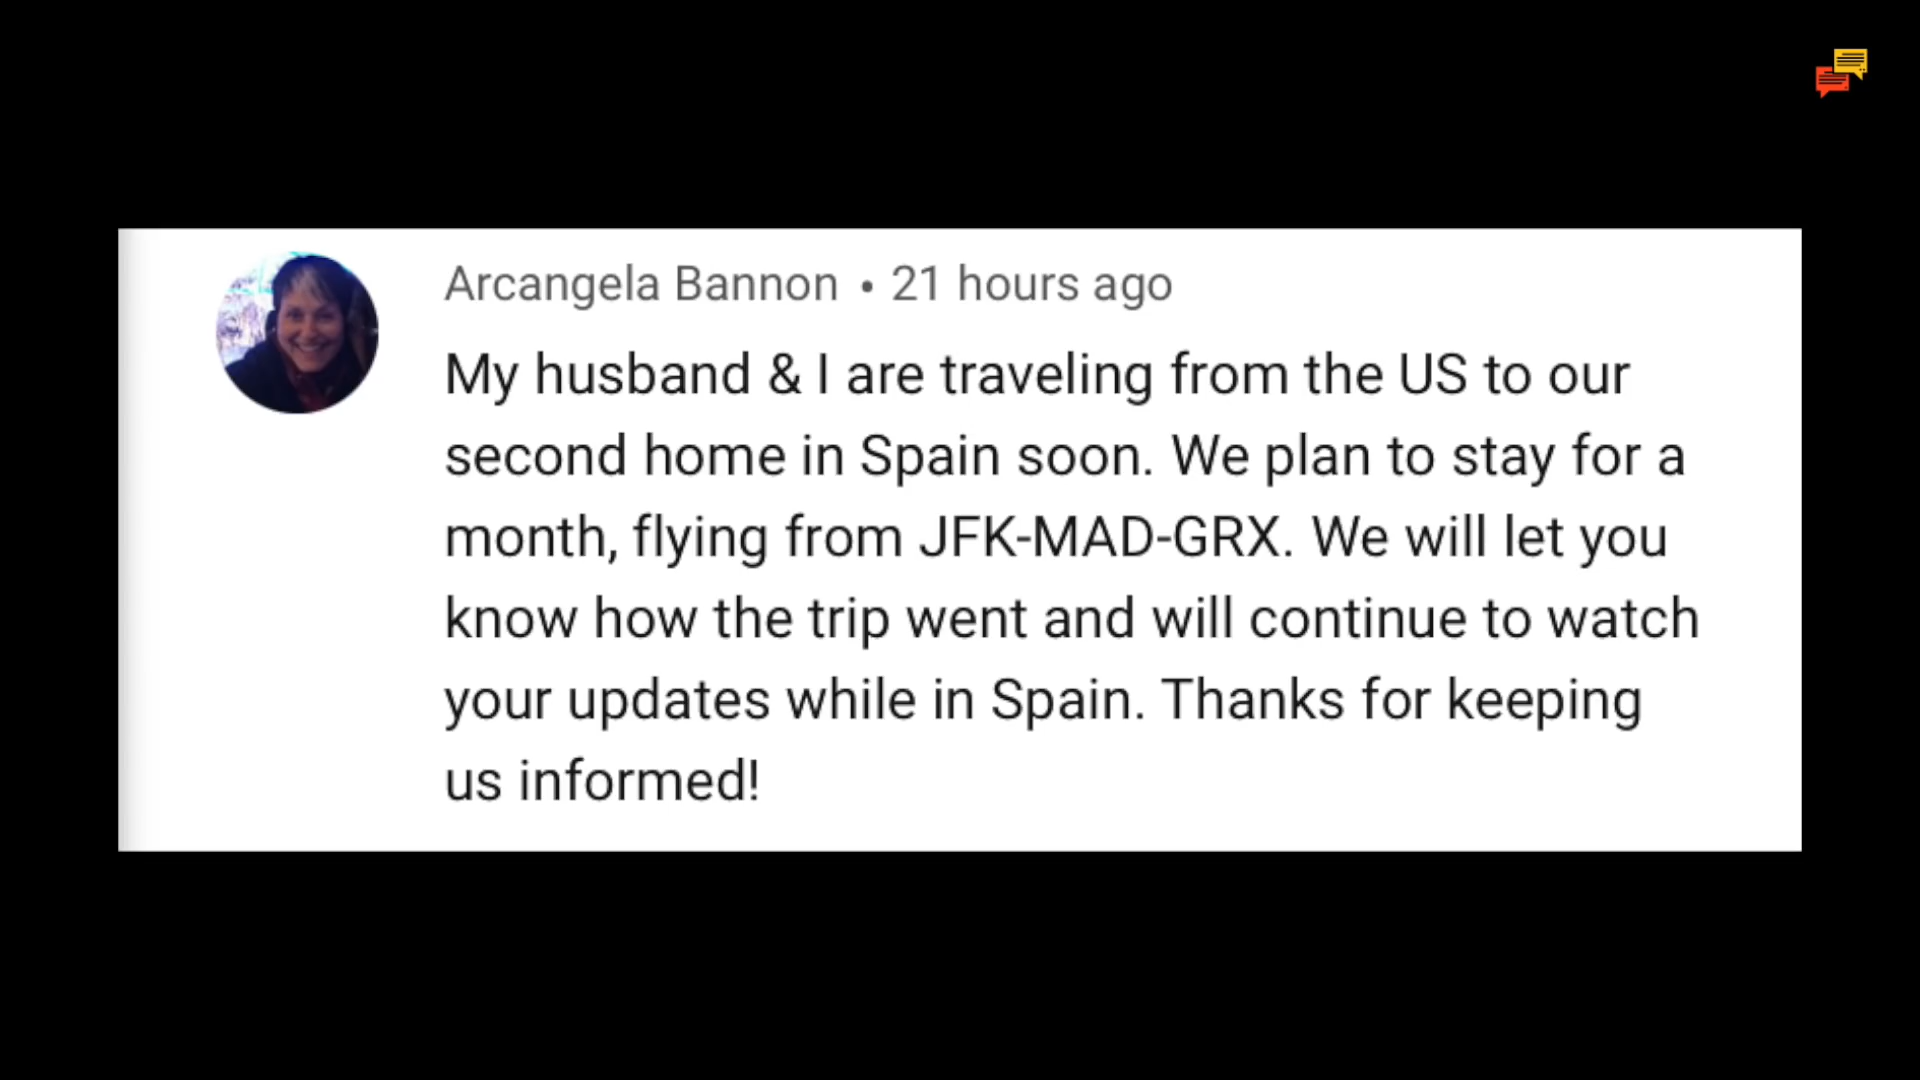 Arcangela Bannon • 21 hours ago
My husband & I are traveling from the US to our
second home in Spain soon. We plan to stay for a
month, flying from JFK-MAD-GRX. We will let you
know how the trip went and will continue to watch
your updates while in Spain. Thanks for keeping
us informed!